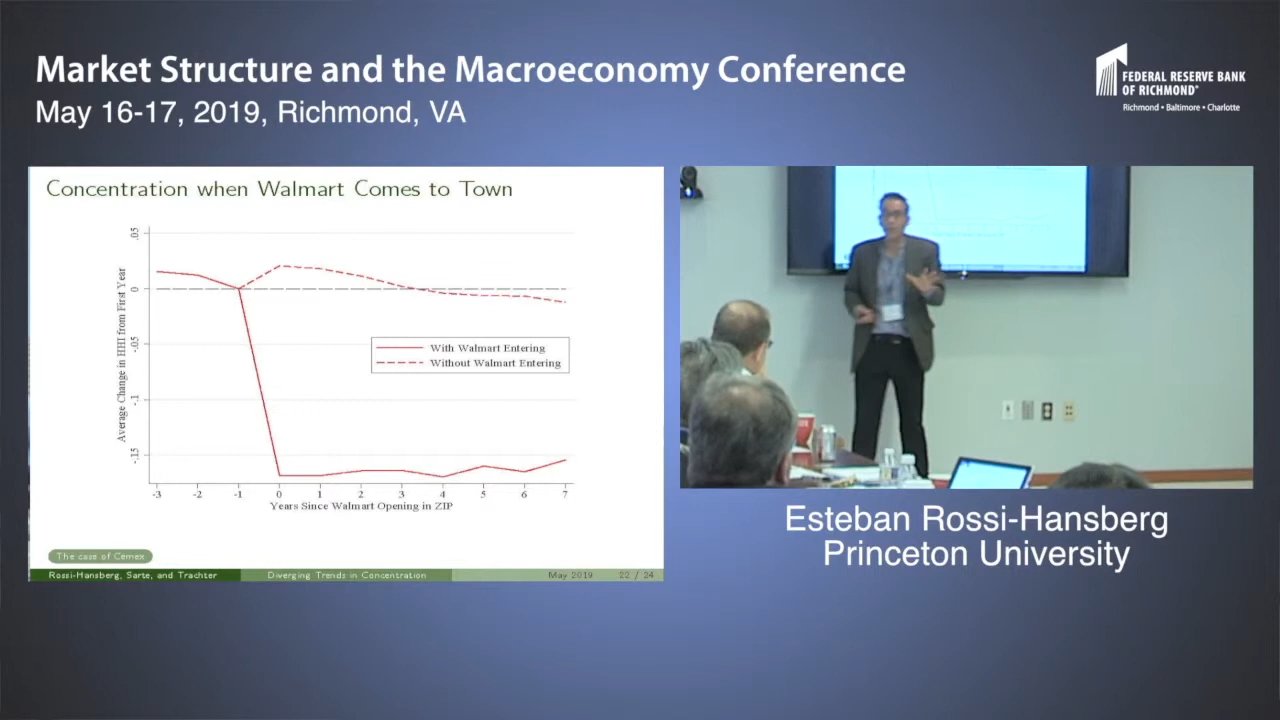 Market Structure and the Macroeconomy Conference
May 16-17, 2019, Richmond, VA
FEDERAL RESERVE BANK
OF RICHMOND®
Richmond • Baltimore • Charlotte
Concentration when Walmart Comes to Town
Average Change in HHI from First Year
.05
0
-.05
-.1
-.15
With Walmart Entering
Without Walmart Entering
-3 -2 -1 0 1 2 3 4 5 6 7
Years Since Walmart Opening in ZIP
The case of Cemex
Rossi-Hansberg, Sarte, and Trachter Diverging Trends in Concentration May 2019 22 / 24
Esteban Rossi-Hansberg
Princeton University